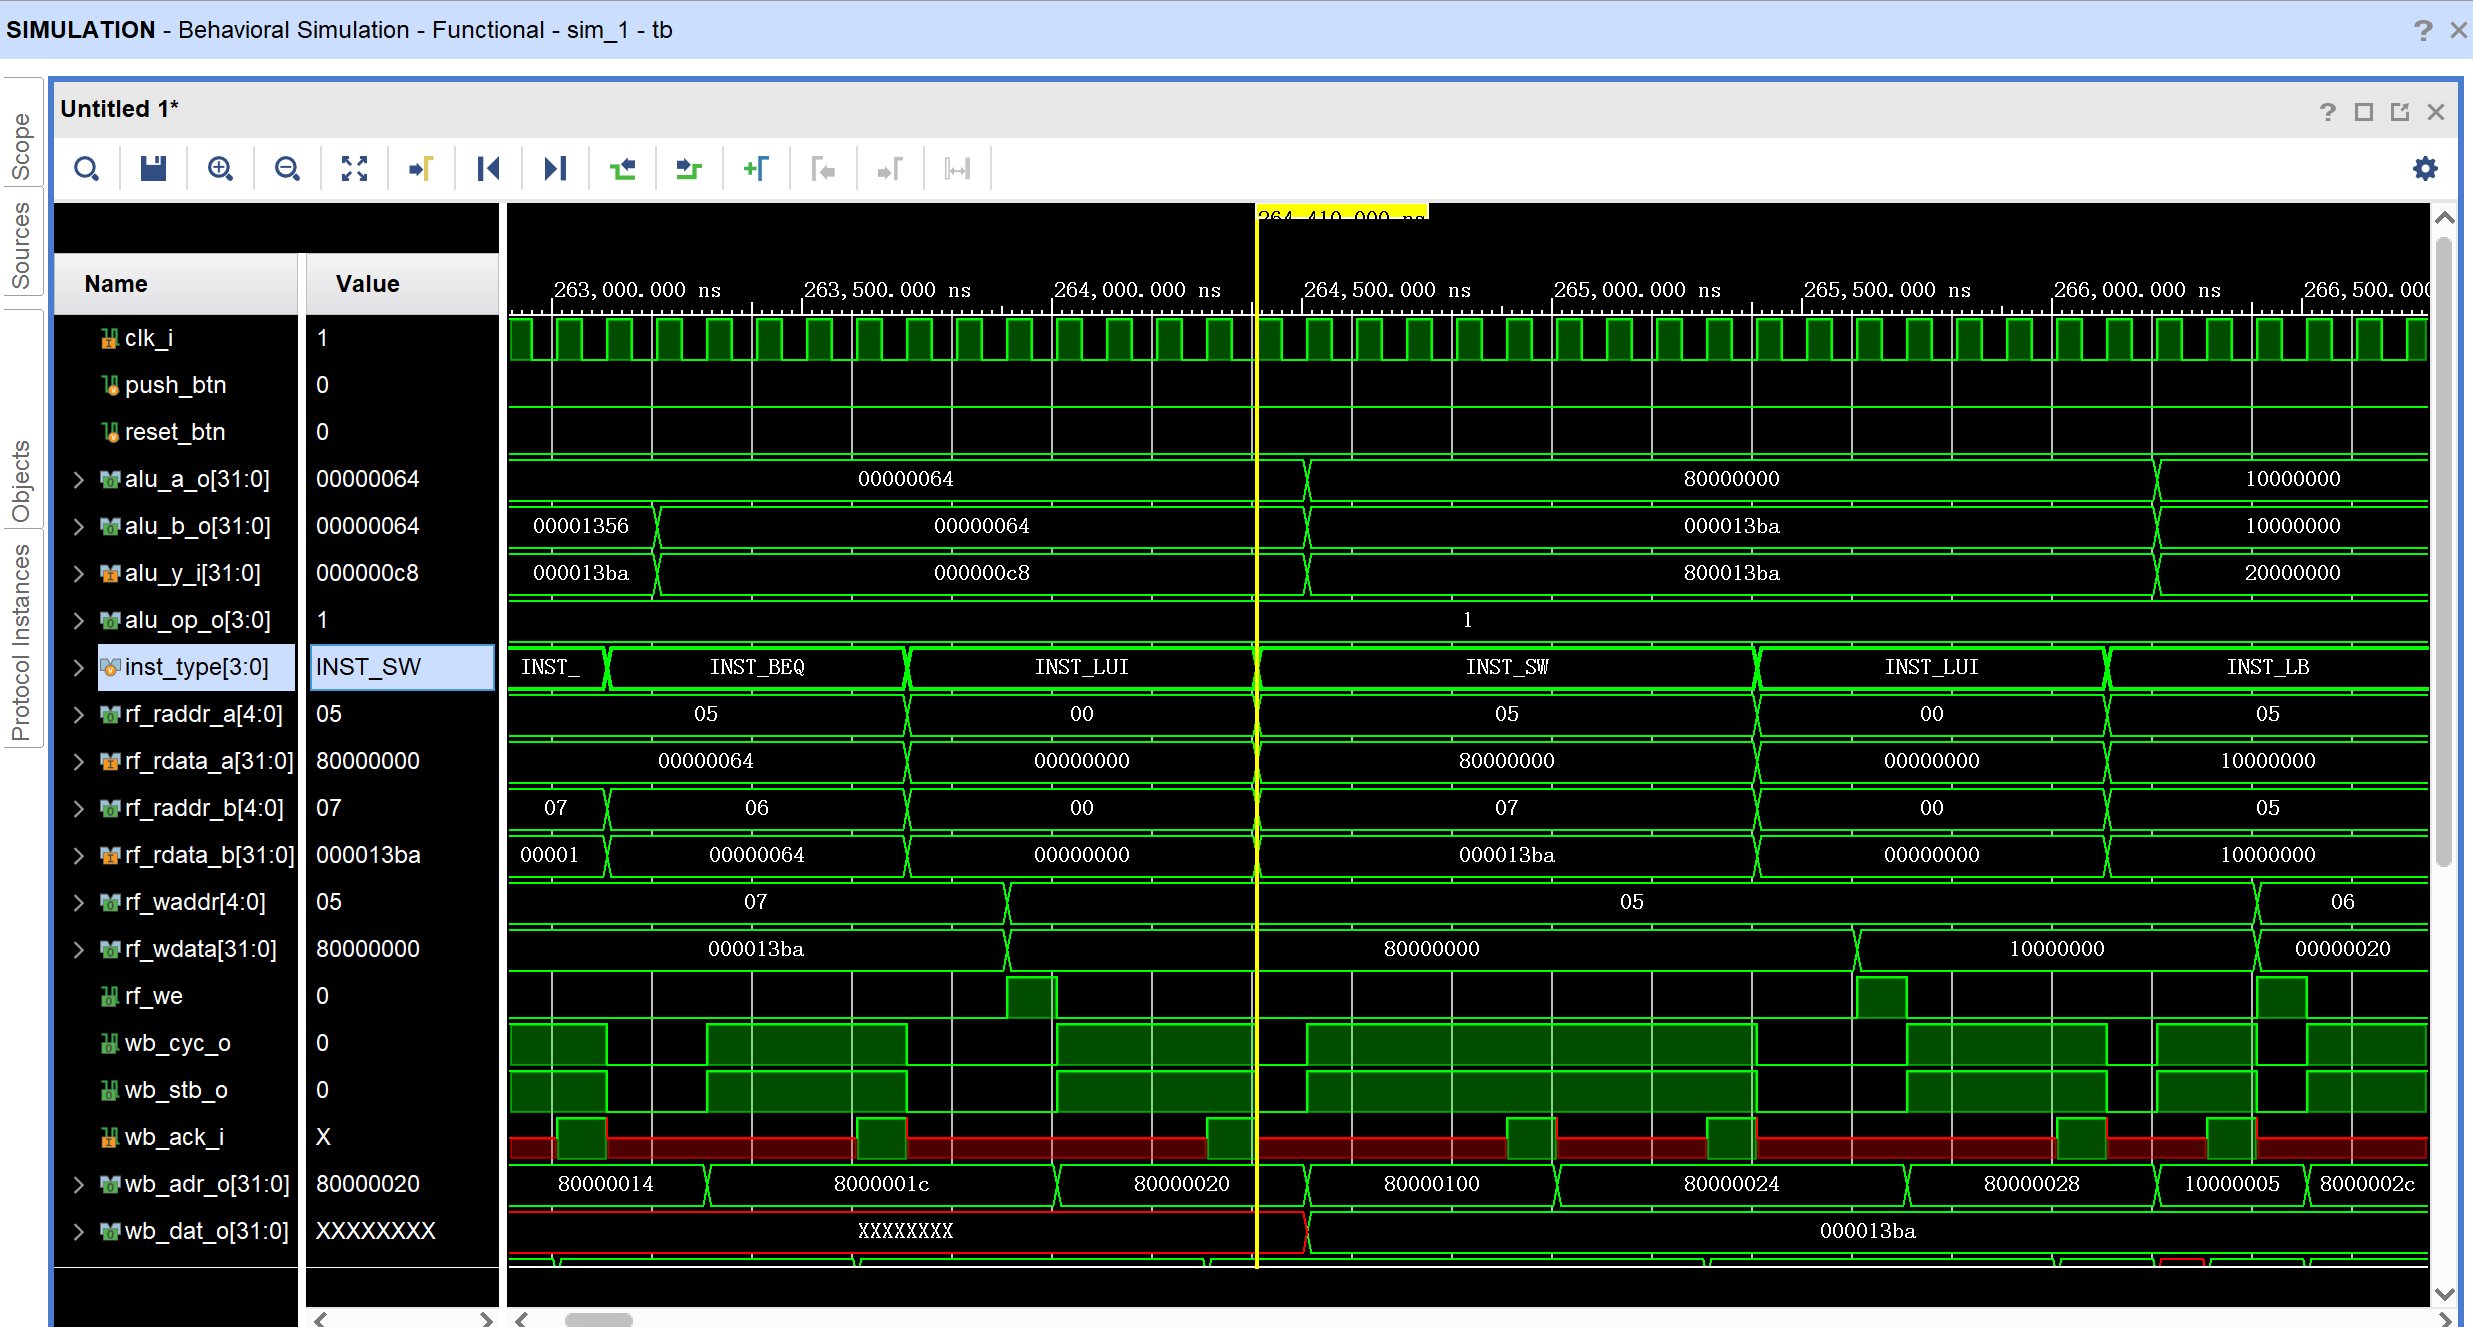 SIMULATION - Behavioral Simulation - Functional - sim_1 - tb
Scope
Sources
Objects
Protocol Instances
Untitled 1*
264,410.000 ns
Name Value
263,000.000 ns 263,500.000 ns 264,000.000 ns 264,500.000 ns 265,000.000 ns 265,500.000 ns 266,000.000 ns 266,500.00
clk_i 1
push_btn 0
reset_btn 0
alu_a_o[31:0] 00000064 00000064 80000000 10000000
alu_b_o[31:0] 00000064 00001356 00000064 000013ba 10000000
alu_y_i[31:0] 000000c8 000013ba 000000c8 800013ba 20000000
alu_op_o[3:0] 1 1
inst_type[3:0] INST_SW INST_ INST_BEQ INST_LUI INST_SW INST_LUI INST_LB
rf_raddr_a[4:0] 05 05 00 05 00 05
rf_rdata_a[31:0] 80000000 00000064 00000000 80000000 00000000 10000000
rf_raddr_b[4:0] 07 07 06 00 07 00 05
rf_rdata_b[31:0] 000013ba 00001 00000064 00000000 000013ba 00000000 10000000
rf_waddr[4:0] 05 07 05 06
rf_wdata[31:0] 80000000 000013ba 80000000 10000000 00000020
rf_we 0
wb_cyc_o 0
wb_stb_o 0
wb_ack_i X
wb_adr_o[31:0] 80000020 80000014 8000001c 80000020 80000100 80000024 80000028 10000005 8000002c
wb_dat_o[31:0] XXXXXXXX XXXXXXXX 000013ba